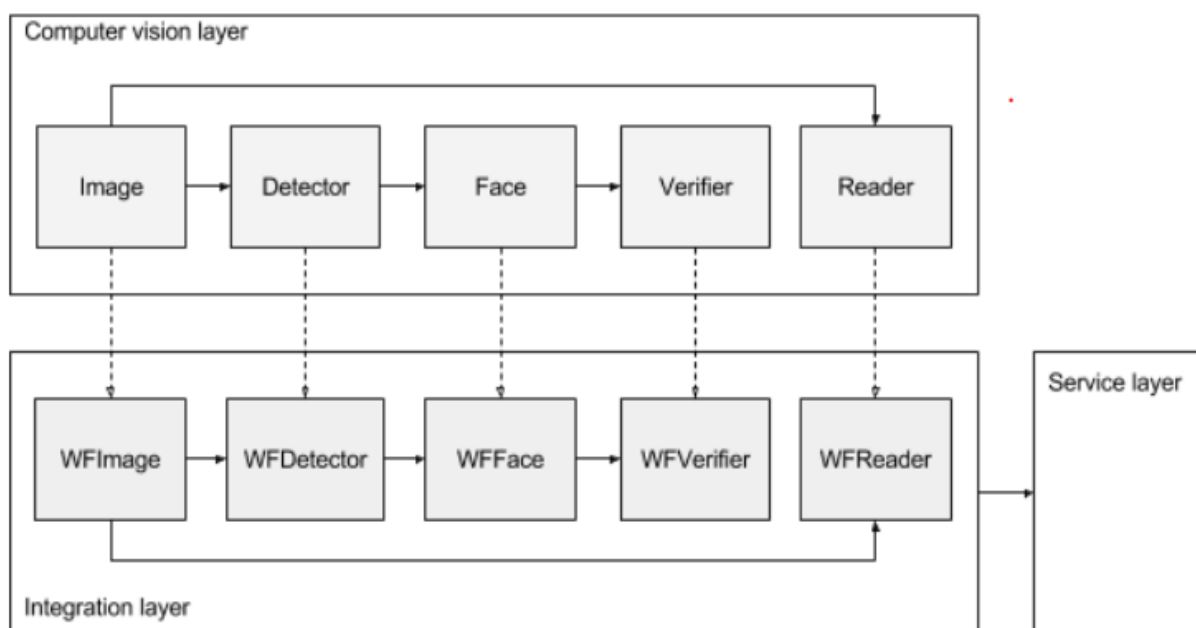 Computer vision layer
Image
Detector
Face
Verifier
Reader
WFImage
WFDetector
WFFace
WFVerifier
WFReader
Service layer
Integration layer